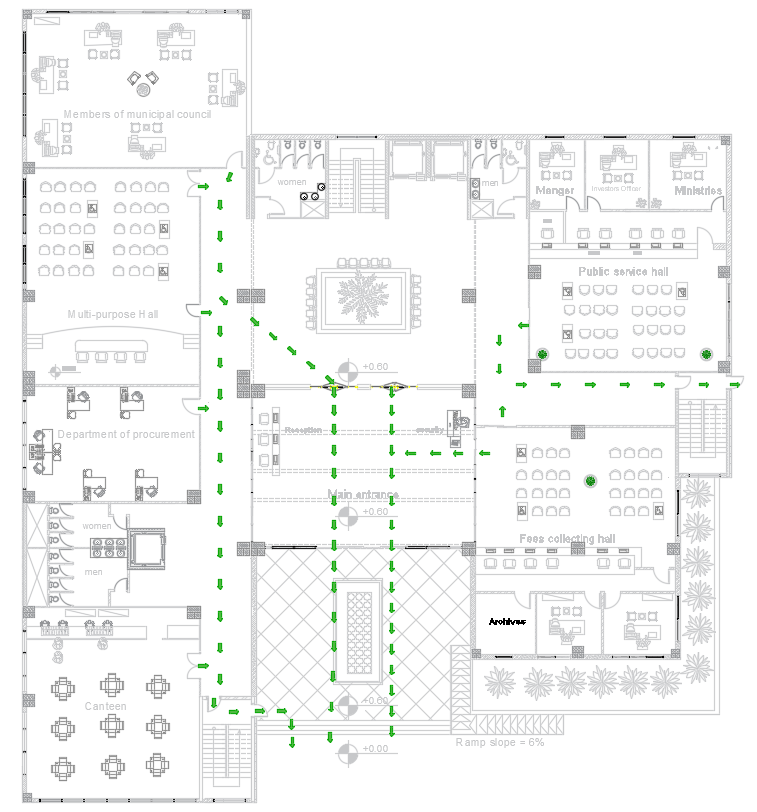 Members of municipal council
women
men
Manger
Investors Officer
Ministries
Public service hall
Multi-purpose Hall
+0.60
Department of procurement
Reception
security
Main entrance
+0.60
women
men
Fees collecting hall
Archives
Canteen
+0.60
+0.00
Ramp slope = 6%